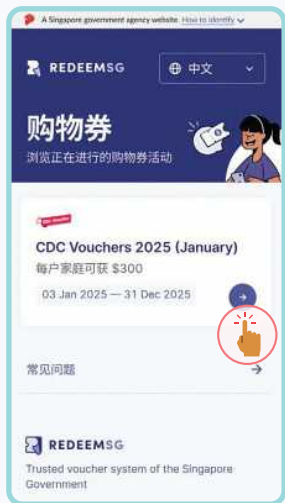 A Singapore government agency website How to identify
REDEEMSG
中文
购物券
浏览正在进行的购物券活动
CDC Vouchers
CDC Vouchers 2025 (January)
每户家庭可获 $300
03 Jan 2025 — 31 Dec 2025
常见问题
REDEEMSG
Trusted voucher system of the Singapore
Government